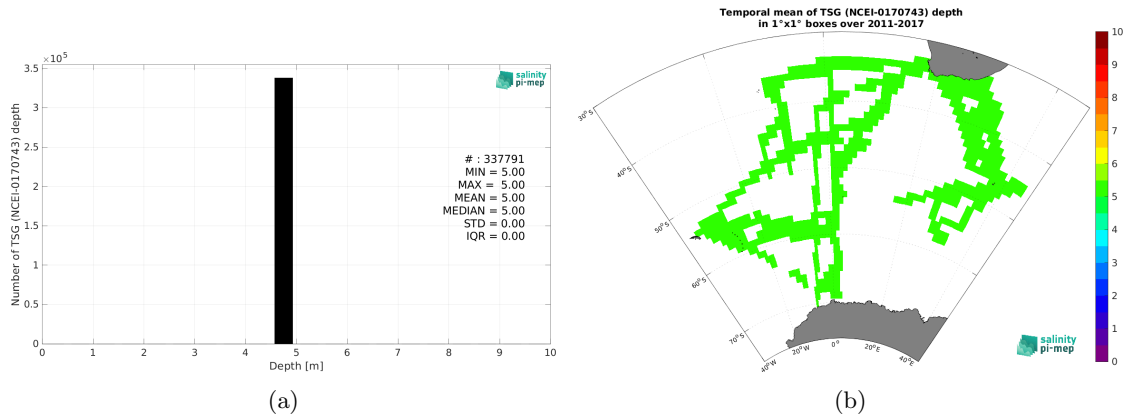 ×10⁵
3.5
3
2.5
2
1.5
1
0.5
0
Number of TSG (NCEI-0170743) depth
salinity
pi-mep
# : 337791
MIN = 5.00
MAX = 5.00
MEAN = 5.00
MEDIAN = 5.00
STD = 0.00
IQR = 0.00
0 1 2 3 4 5 6 7 8 9 10
Depth [m]
(a)
Temporal mean of TSG (NCEI-0170743) depth
in 1°x1° boxes over 2011-2017
30°S
40°S
50°S
60°S
70°S
40°W
20°W
0°
20°E
40°E
10
9
8
7
6
5
4
3
2
1
0
salinity
pi-mep
(b)